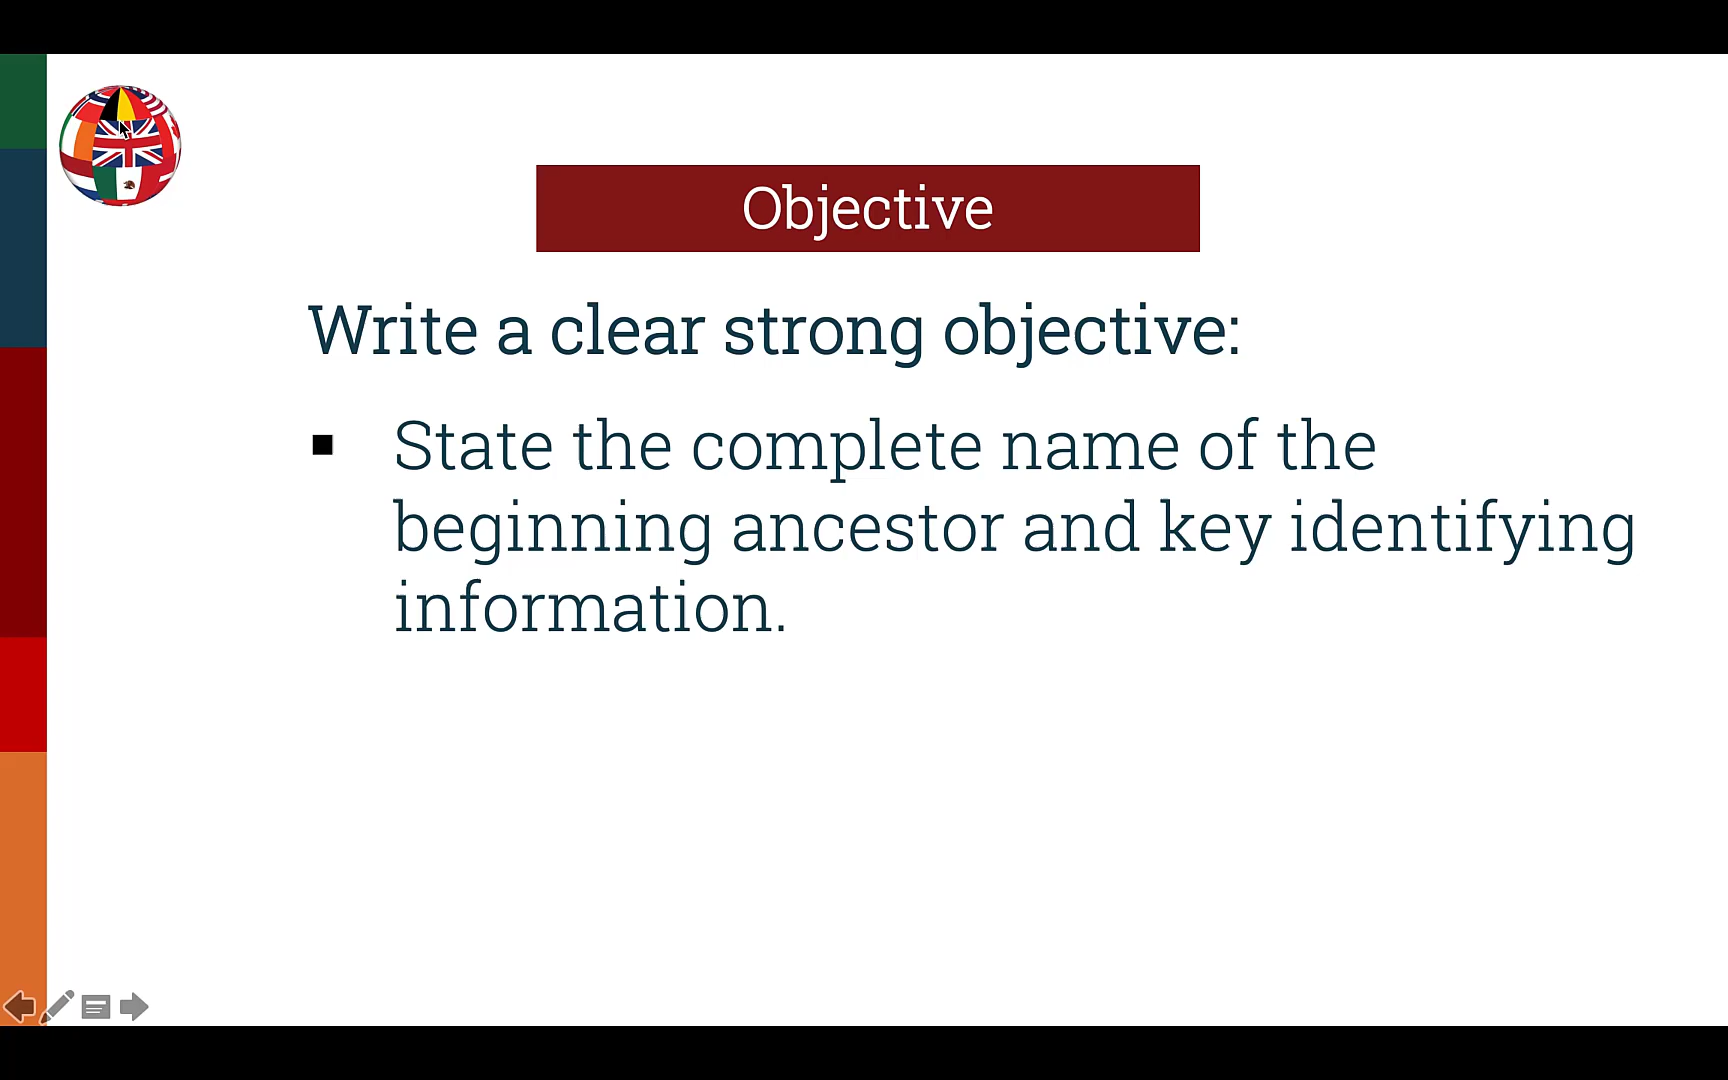 Objective
Write a clear strong objective:
▪ State the complete name of the
beginning ancestor and key identifying
information.